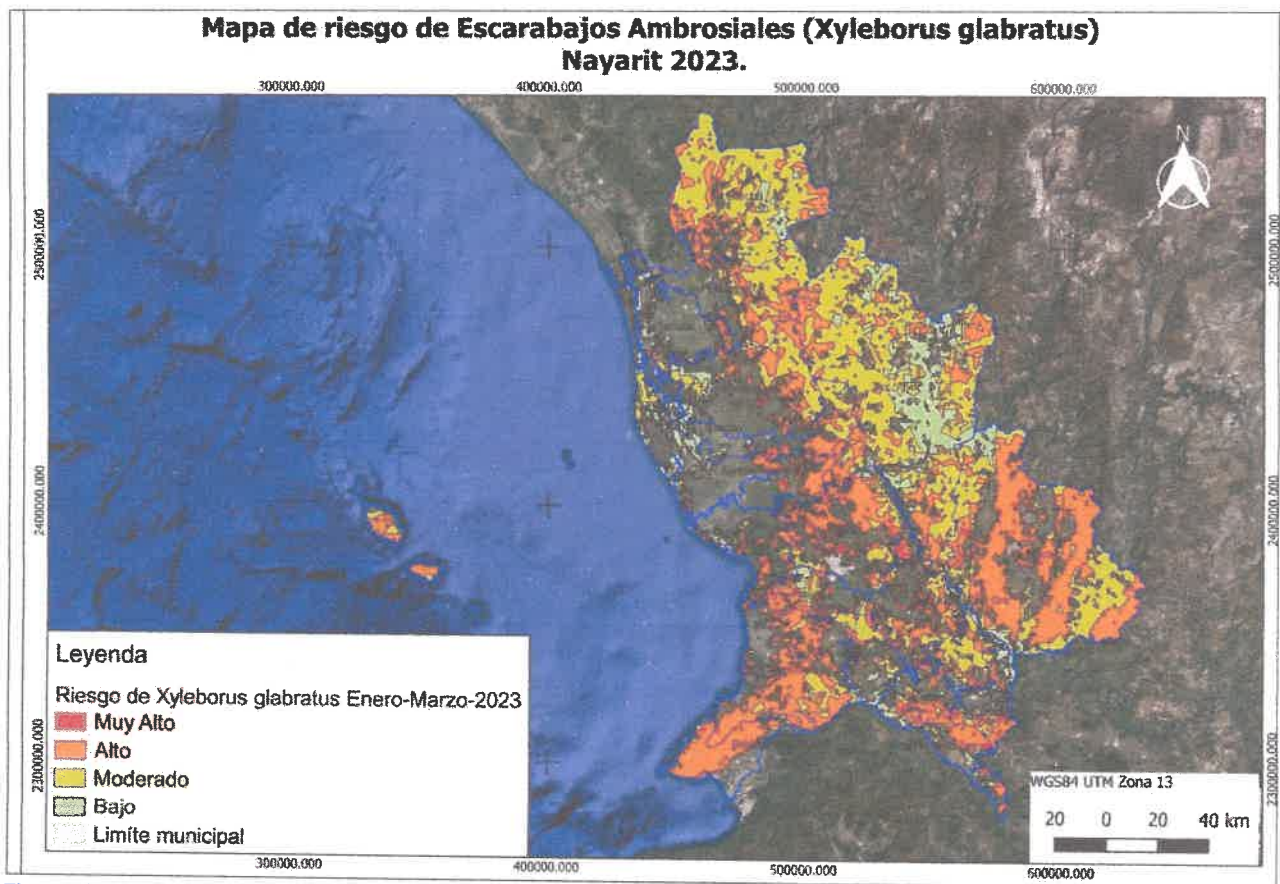 Mapa de riesgo de Escarabajos Ambrosiales (Xyleborus glabratus)
Nayarit 2023.
300000.000 400000.000 500000.000 600000.000
N
2500000.000 2500000.000
2400000.000 2400000.000
2300000.000 2300000.000
Leyenda
Riesgo de Xyleborus glabratus Enero-Marzo-2023
Muy Alto
Alto
Moderado
Bajo
Limíte municipal
WGS84 UTM Zona 13
20 0 20 40 km
300000.000 400000.000 500000.000 600000.000